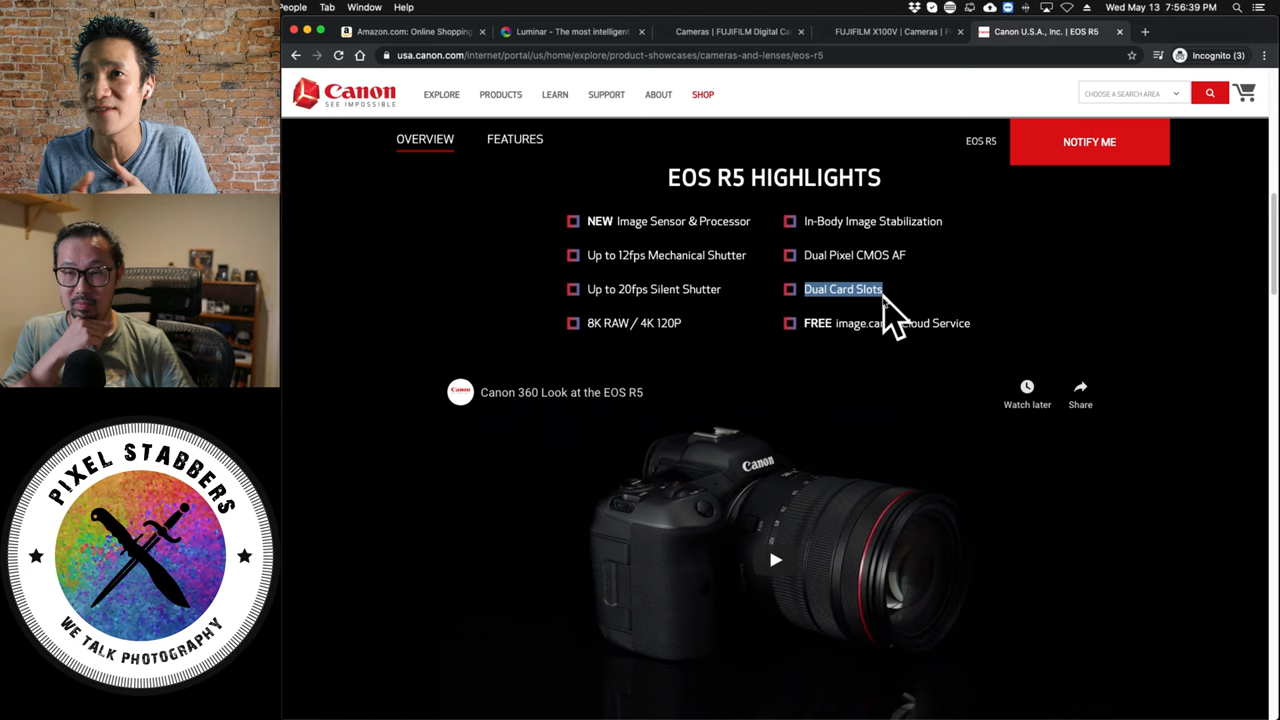 People Tab Window Help
Wed May 13 7:56:39 PM
Amazon.com: Online Shopping
Luminar - The most intelligent
Cameras | FUJIFILM Digital Ca
FUJIFILM X100V | Cameras | F
Canon U.S.A., Inc. | EOS R5
usa.canon.com/internet/portal/us/home/explore/product-showcases/cameras-and-lenses/eos-r5
Incognito (3)
Canon
SEE IMPOSSIBLE
EXPLORE PRODUCTS LEARN SUPPORT ABOUT SHOP
CHOOSE A SEARCH AREA
OVERVIEW FEATURES
EOS R5
NOTIFY ME
EOS R5 HIGHLIGHTS
NEW Image Sensor & Processor
In-Body Image Stabilization
Up to 12fps Mechanical Shutter
Dual Pixel CMOS AF
Up to 20fps Silent Shutter
Dual Card Slots
8K RAW / 4K 120P
FREE image.ca loud Service
Canon
Canon 360 Look at the EOS R5
Watch later
Share
Canon
PIXEL STABBERS
WE TALK PHOTOGRAPHY